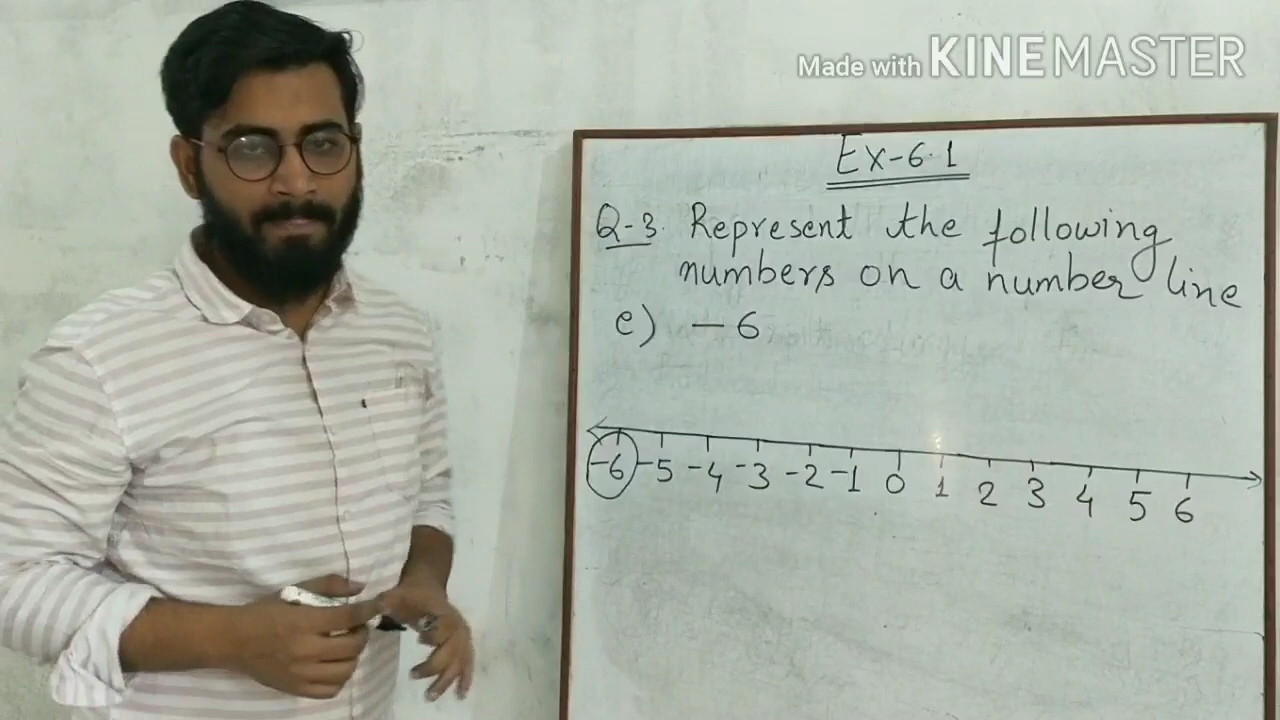 Made with KINEMASTER
Ex-6.1
Q-3. Represent the following
numbers on a number line
e) -6
-6 -5 -4 -3 -2 -1 0 1 2 3 4 5 6